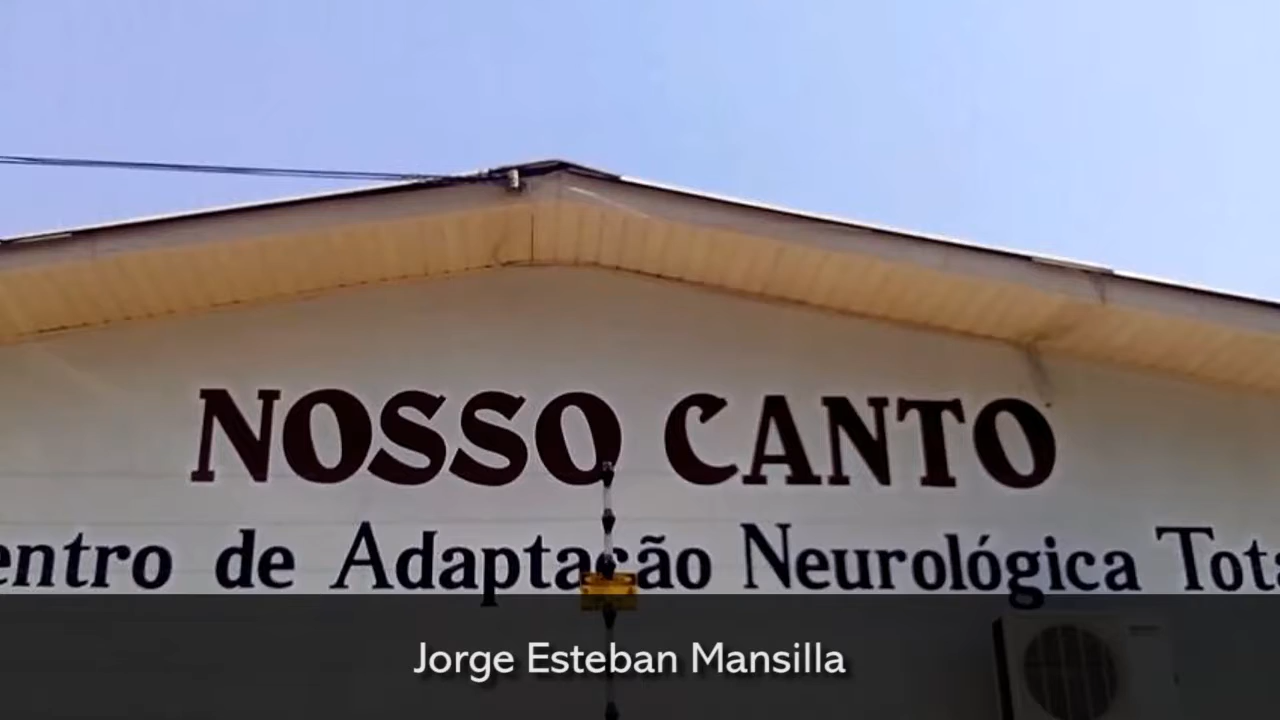 NOSSO CANTO
entro de Adaptação Neurológica Tota
Jorge Esteban Mansilla